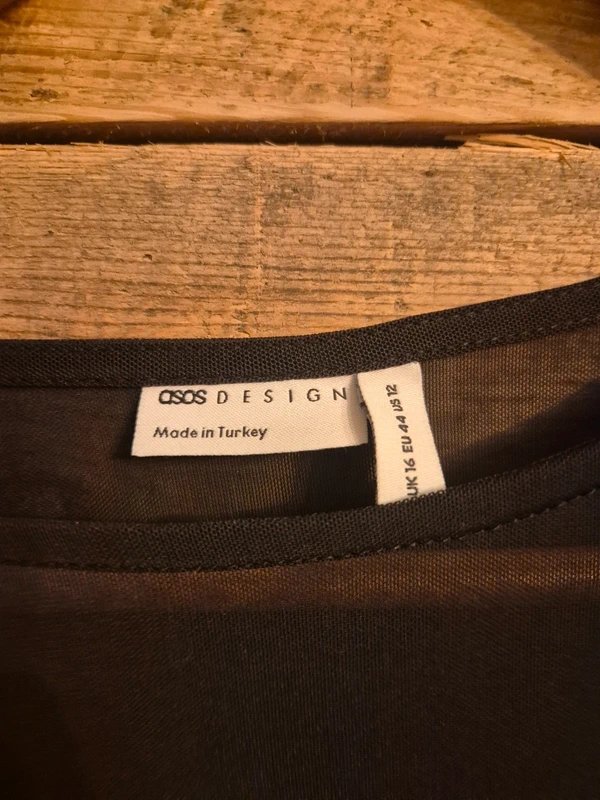 asos DESIGN
Made in Turkey
UK 16 EU 44 US 12